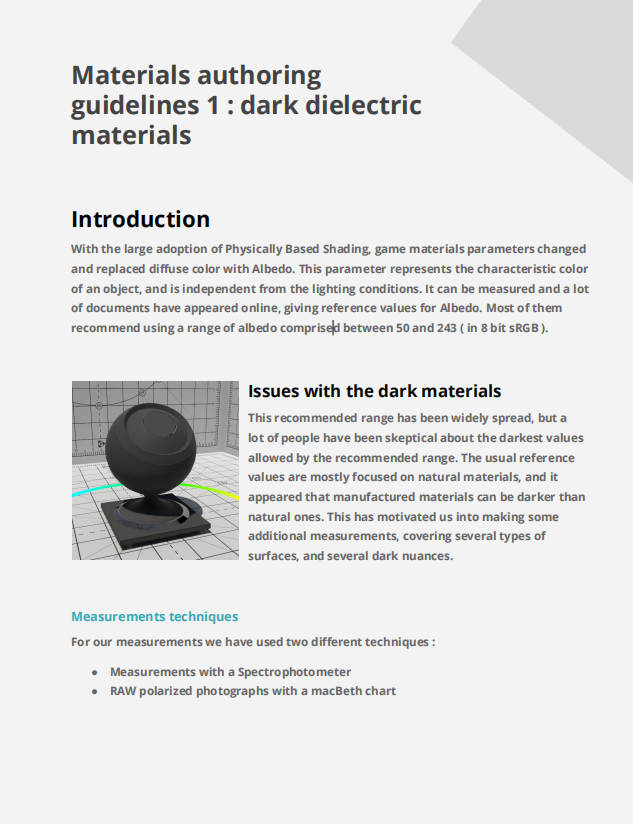 Materials authoring
guidelines 1 : dark dielectric
materials
Introduction
With the large adoption of Physically Based Shading, game materials parameters changed
and replaced diffuse color with Albedo. This parameter represents the characteristic color
of an object, and is independent from the lighting conditions. It can be measured and a lot
of documents have appeared online, giving reference values for Albedo. Most of them
recommend using a range of albedo comprised between 50 and 243 ( in 8 bit sRGB ).
Issues with the dark materials
This recommended range has been widely spread, but a
lot of people have been skeptical about the darkest values
allowed by the recommended range. The usual reference
values are mostly focused on natural materials, and it
appeared that manufactured materials can be darker than
natural ones. This has motivated us into making some
additional measurements, covering several types of
surfaces, and several dark nuances.
Measurements techniques
For our measurements we have used two different techniques :
● Measurements with a Spectrophotometer
● RAW polarized photographs with a macBeth chart